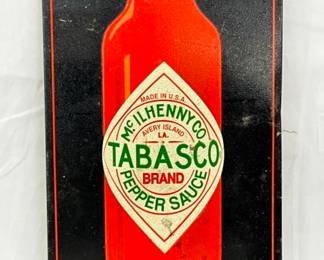 MADE IN U.S.A.
McILHENNY CO.
AVERY ISLAND
LA.
TABASCO
BRAND
PEPPER SAUCE